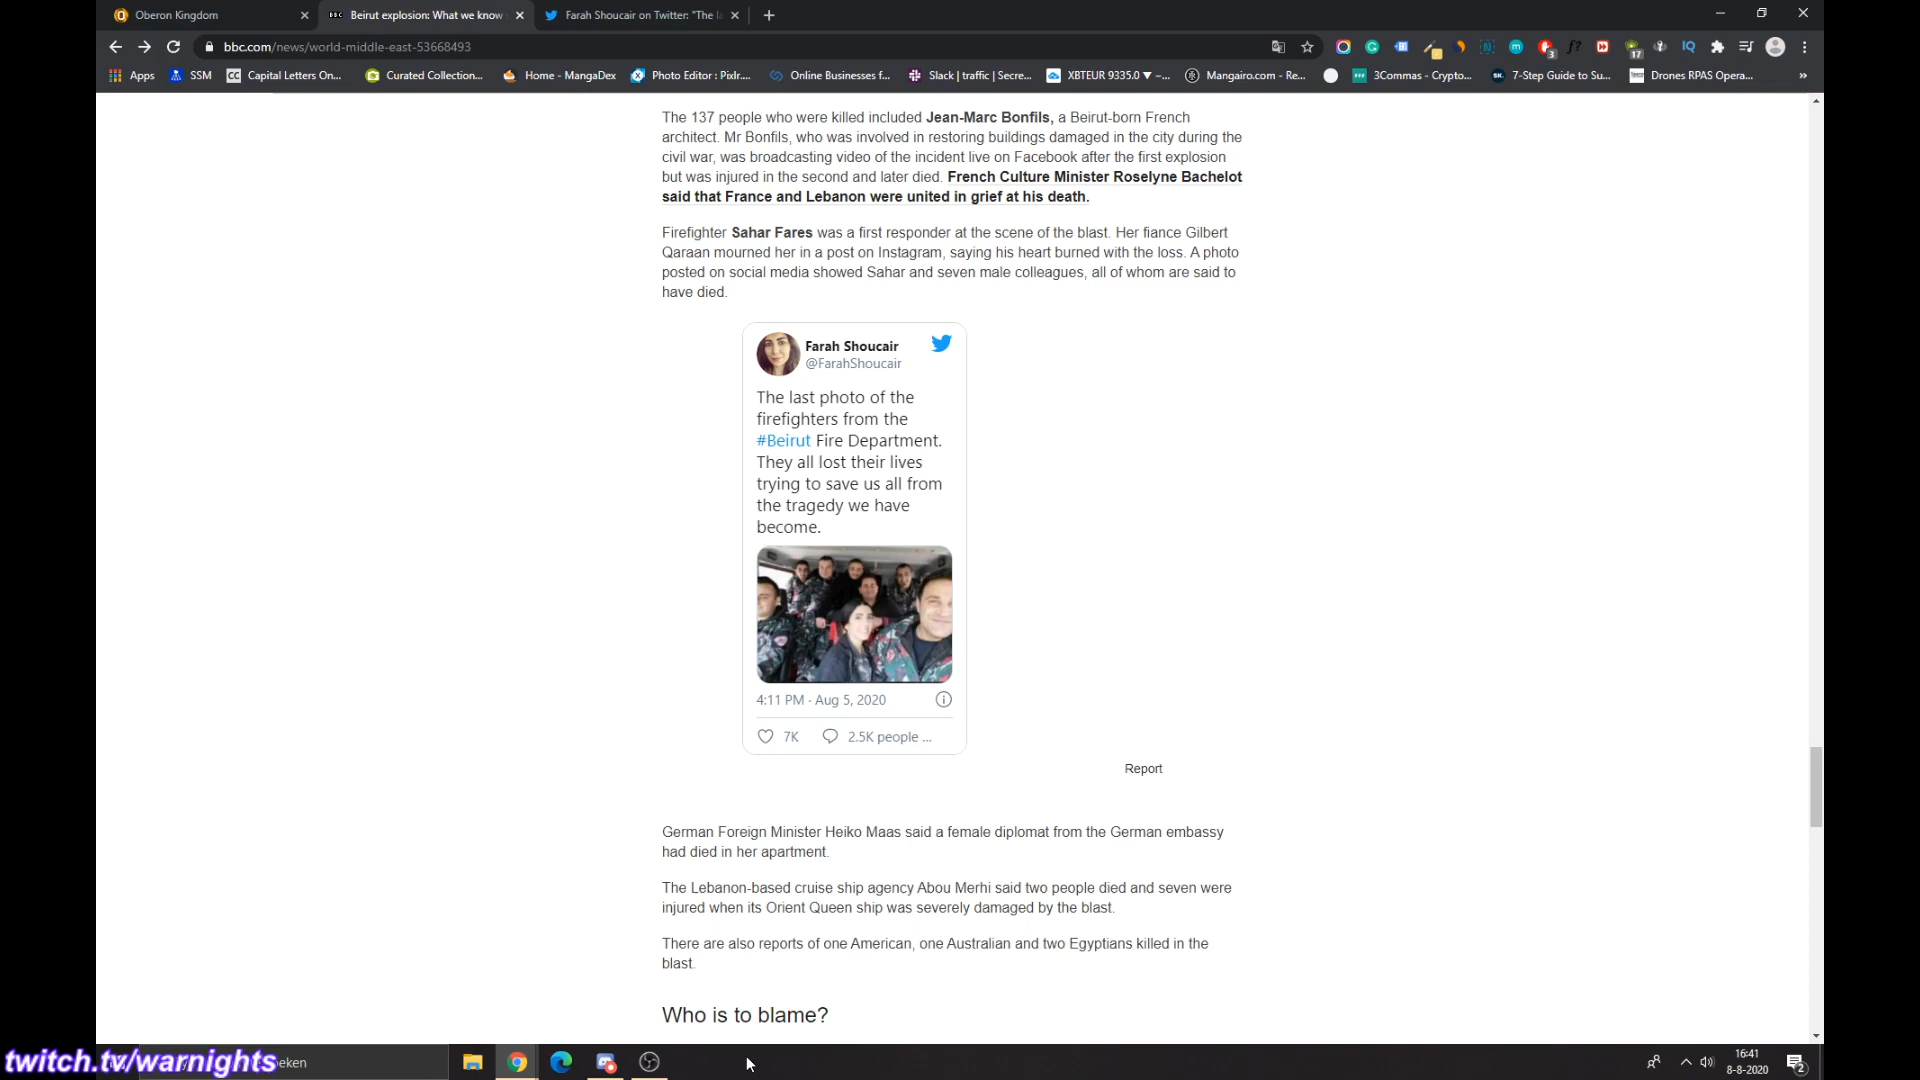 Oberon Kingdom
BBC Beirut explosion: What we know
Farah Shoucair on Twitter: "The la
bbc.com/news/world-middle-east-53668493
3
17
IQ
Apps
SSM
CC Capital Letters On...
Curated Collection...
Home - MangaDex
Photo Editor : Pixlr....
Online Businesses f...
Slack | traffic | Secre...
XBTEUR 9335.0 ▼ –...
Mangairo.com - Re...
3Commas - Crypto...
SK. 7-Step Guide to Su...
Drones RPAS Opera...
»
The 137 people who were killed included Jean-Marc Bonfils, a Beirut-born French
architect. Mr Bonfils, who was involved in restoring buildings damaged in the city during the
civil war, was broadcasting video of the incident live on Facebook after the first explosion
but was injured in the second and later died. French Culture Minister Roselyne Bachelot
said that France and Lebanon were united in grief at his death.
Firefighter Sahar Fares was a first responder at the scene of the blast. Her fiance Gilbert
Qaraan mourned her in a post on Instagram, saying his heart burned with the loss. A photo
posted on social media showed Sahar and seven male colleagues, all of whom are said to
have died.
Farah Shoucair
@FarahShoucair
The last photo of the
firefighters from the
#Beirut Fire Department.
They all lost their lives
trying to save us all from
the tragedy we have
become.
4:11 PM · Aug 5, 2020
7K
2.5K people ...
Report
German Foreign Minister Heiko Maas said a female diplomat from the German embassy
had died in her apartment.
The Lebanon-based cruise ship agency Abou Merhi said two people died and seven were
injured when its Orient Queen ship was severely damaged by the blast.
There are also reports of one American, one Australian and two Egyptians killed in the
blast.
Who is to blame?
twitch.tv/warnights
eken
16:41
8-8-2020
2